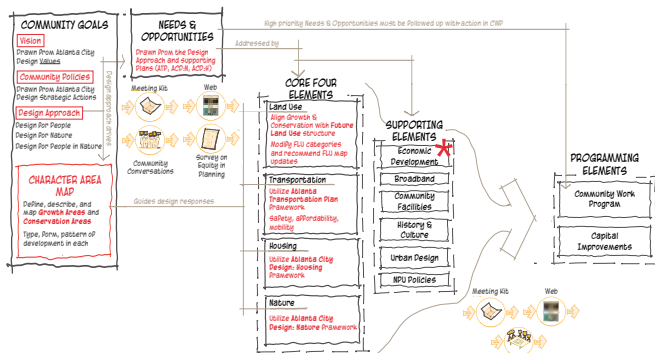 COMMUNITY GOALS
Vision
Drawn From Atlanta City
Design Values
Community Policies
Drawn From Atlanta City
Design Strategic Actions
Design Approach
Design For People
Design For Nature
Design For People in Nature
CHARACTER AREA
MAP
Define, describe, and
map Growth Areas and
Conservation Areas
Type, form, pattern of
development in each
Design approach drives
NEEDS &
OPPORTUNITIES
Drawn From the Design
Approach and supporting
Plans (ATP, ACD:H, ACD:N)
Meeting Kit
Web
Community
Conversations
Survey on
Equity in
Planning
Guides design responses
High priority Needs & Opportunities must be followed up with action in CWP
Addressed by
CORE FOUR
ELEMENTS
Land Use
Align Growth &
Conservation with Future
Land Use structure
Modify FLU categories
and recommend FLU map
updates
Transportation
Utilize Atlanta
Transportation Plan
Framework
Safety, affordability,
mobility
Housing
Utilize Atlanta City
Design: Housing
Framework
Nature
Utilize Atlanta City
Design: Nature Framework
SUPPORTING
ELEMENTS
Economic
Development
Broadband
Community
Facilities
History &
Culture
Urban Design
NPU Policies
PROGRAMMING
ELEMENTS
Community Work
Program
Capital
Improvements
Meeting Kit
Web